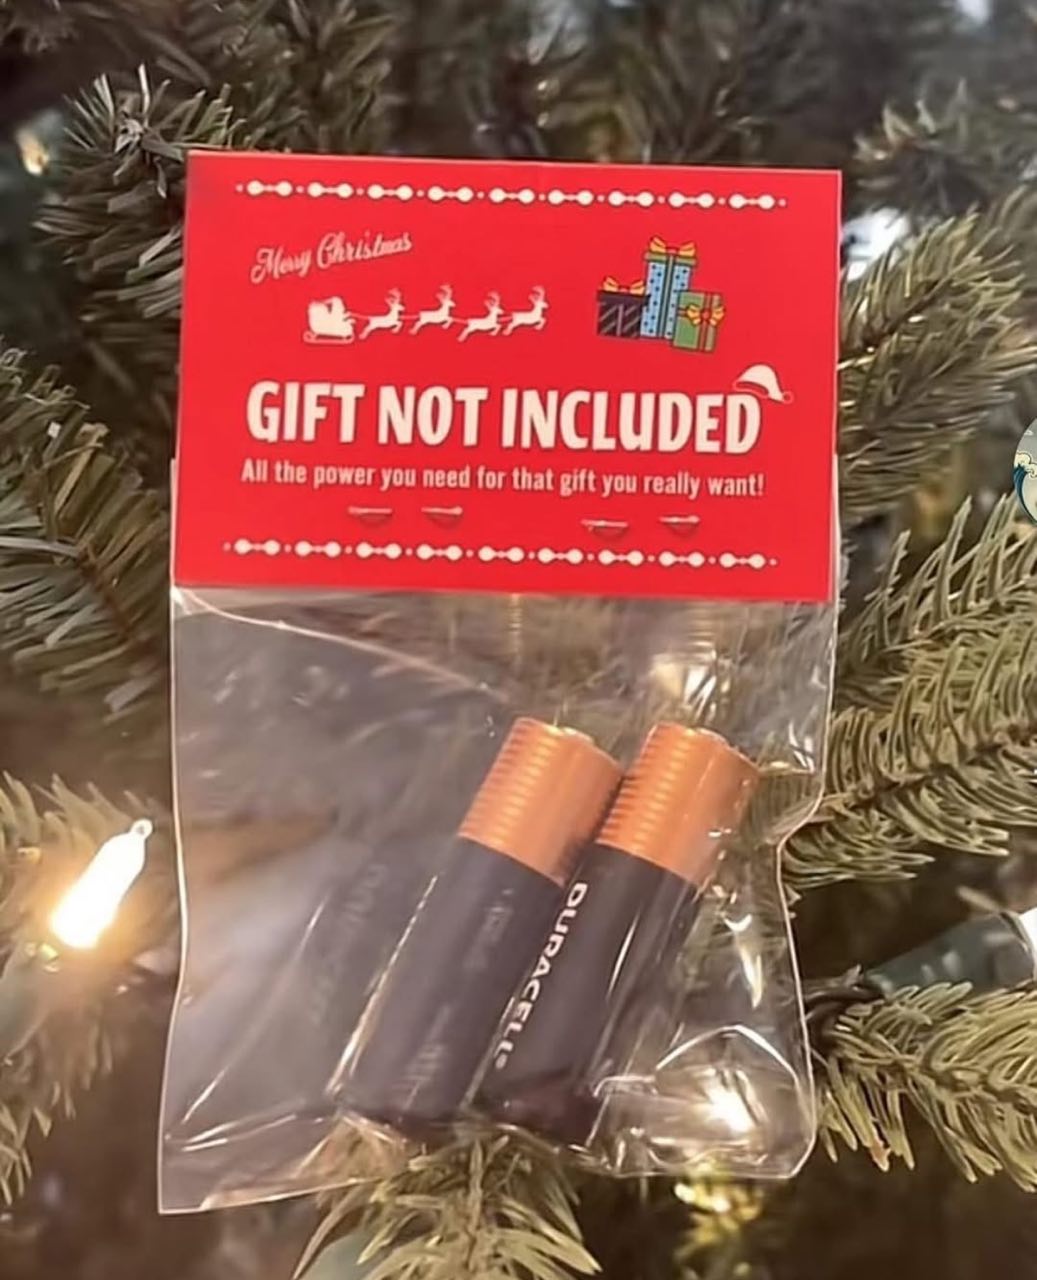 Merry Christmas
GIFT NOT INCLUDED
All the power you need for that gift you really want!
DURACELL